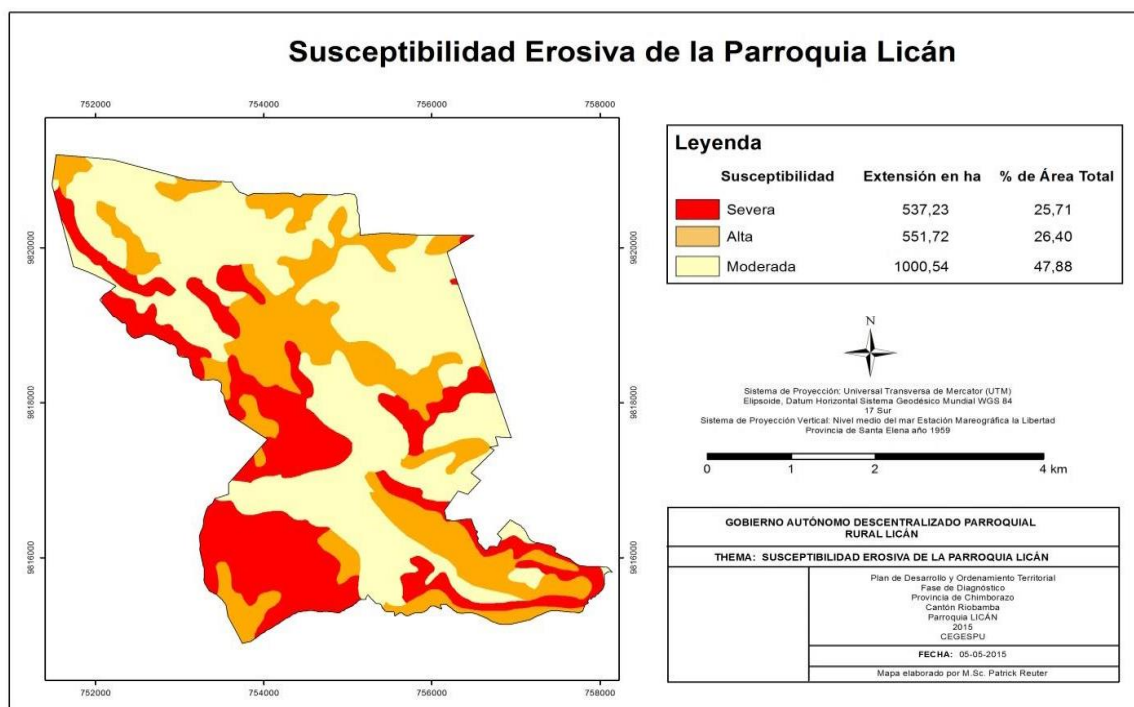 Susceptibilidad Erosiva de la Parroquia Licán
752000 754000 756000 758000
9820000 9820000
9818000 9818000
9816000 9816000
752000 754000 756000 758000
Leyenda
Susceptibilidad Extensión en ha % de Área Total
Severa 537,23 25,71
Alta 551,72 26,40
Moderada 1000,54 47,88
N
Sistema de Proyección: Universal Transversa de Mercator (UTM)
Elipsoide, Datum Horizontal Sistema Geodésico Mundial WGS 84
17 Sur
Sistema de Proyección Vertical: Nivel medio del mar Estación Mareográfica la Libertad
Provincia de Santa Elena año 1959
0 1 2 4 km
GOBIERNO AUTÓNOMO DESCENTRALIZADO PARROQUIAL
RURAL LICÁN
THEMA: SUSCEPTIBILIDAD EROSIVA DE LA PARROQUIA LICÁN
Plan de Desarrollo y Ordenamiento Territorial
Fase de Diagnóstico
Provincia de Chimborazo
Cantón Riobamba
Parroquia LICÁN
2015
CEGESPU
FECHA: 05-05-2015
Mapa elaborado por M.Sc. Patrick Reuter